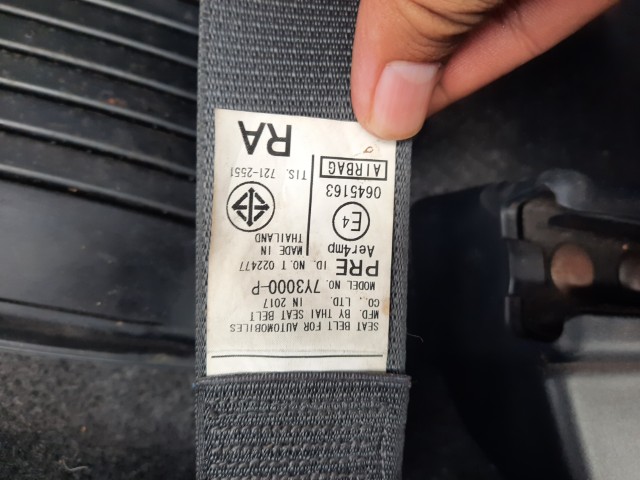 SEAT BELT FOR AUTOMOBILES
MFD. BY THAI SEAT BELT
CO., LTD. IN 2017
MODEL NO. 7Y3000-P
PRE ID. NO. T 022477
Aer4mp
MADE IN
THAILAND
E4
0645163
AIRBAG
TIS. 721-2551
RA